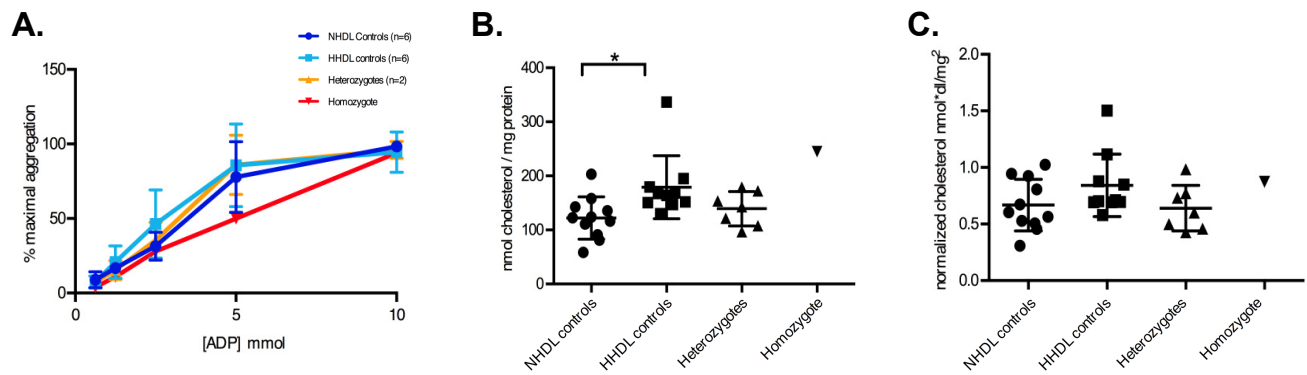 A.
NHDL Controls (n=6)
HHDL controls (n=6)
Heterozygotes (n=2)
Homozygote
% maximal aggregation
150
100
50
0
0
5
10
[ADP] mmol
B.
*
nmol cholesterol / mg protein
400
300
200
100
0
NHDL controls
HHDL controls
Heterozygotes
Homozygote
C.
normalized cholesterol nmol*dl/mg²
2.0
1.5
1.0
0.5
0.0
NHDL controls
HHDL controls
Heterozygotes
Homozygote